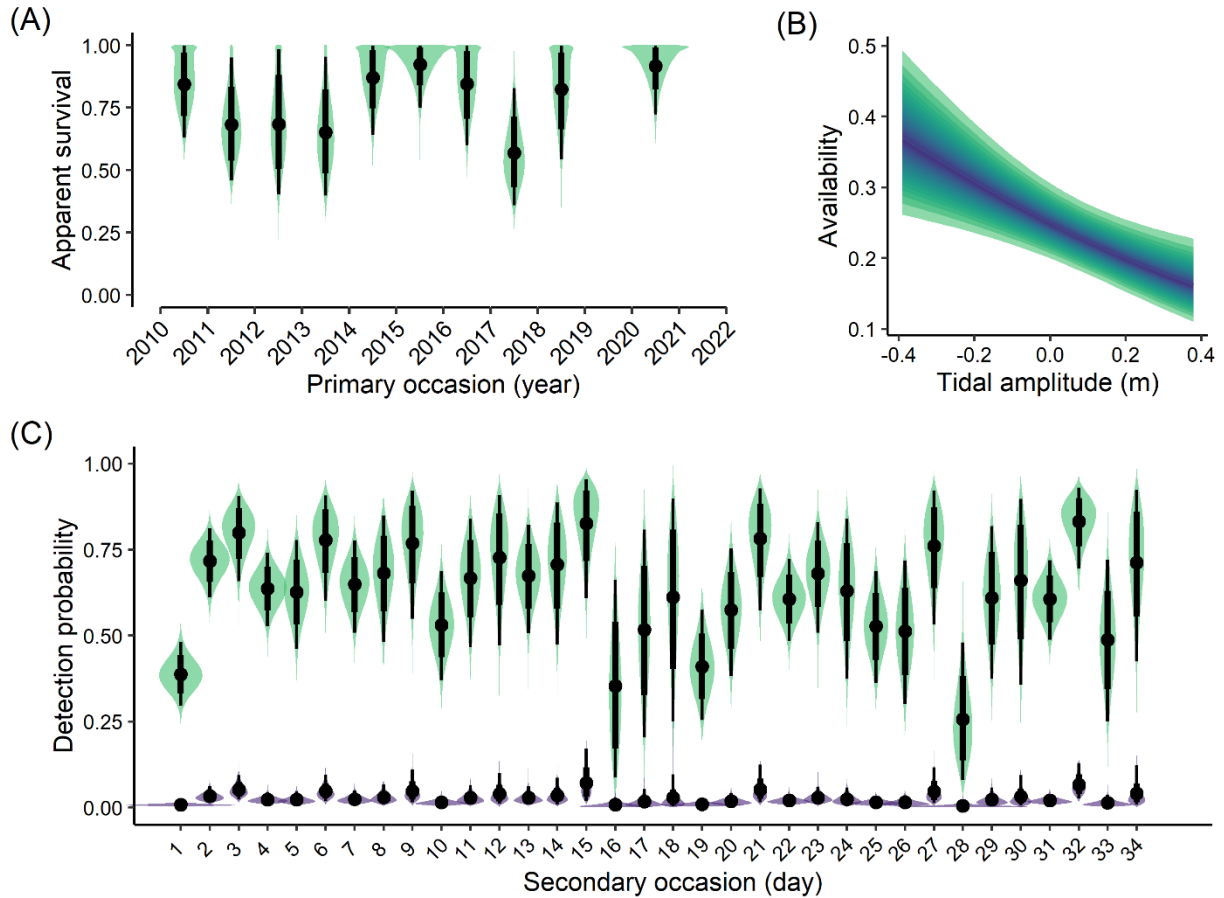 (A)
Apparent survival
1.00
0.75
0.50
0.25
0.00
2010 2011 2012 2013 2014 2015 2016 2017 2018 2019 2020 2021 2022
Primary occasion (year)
(B)
Availability
0.5
0.4
0.3
0.2
0.1
-0.4 -0.2 0.0 0.2 0.4
Tidal amplitude (m)
(C)
Detection probability
1.00
0.75
0.50
0.25
0.00
1 2 3 4 5 6 7 8 9 10 11 12 13 14 15 16 17 18 19 20 21 22 23 24 25 26 27 28 29 30 31 32 33 34
Secondary occasion (day)